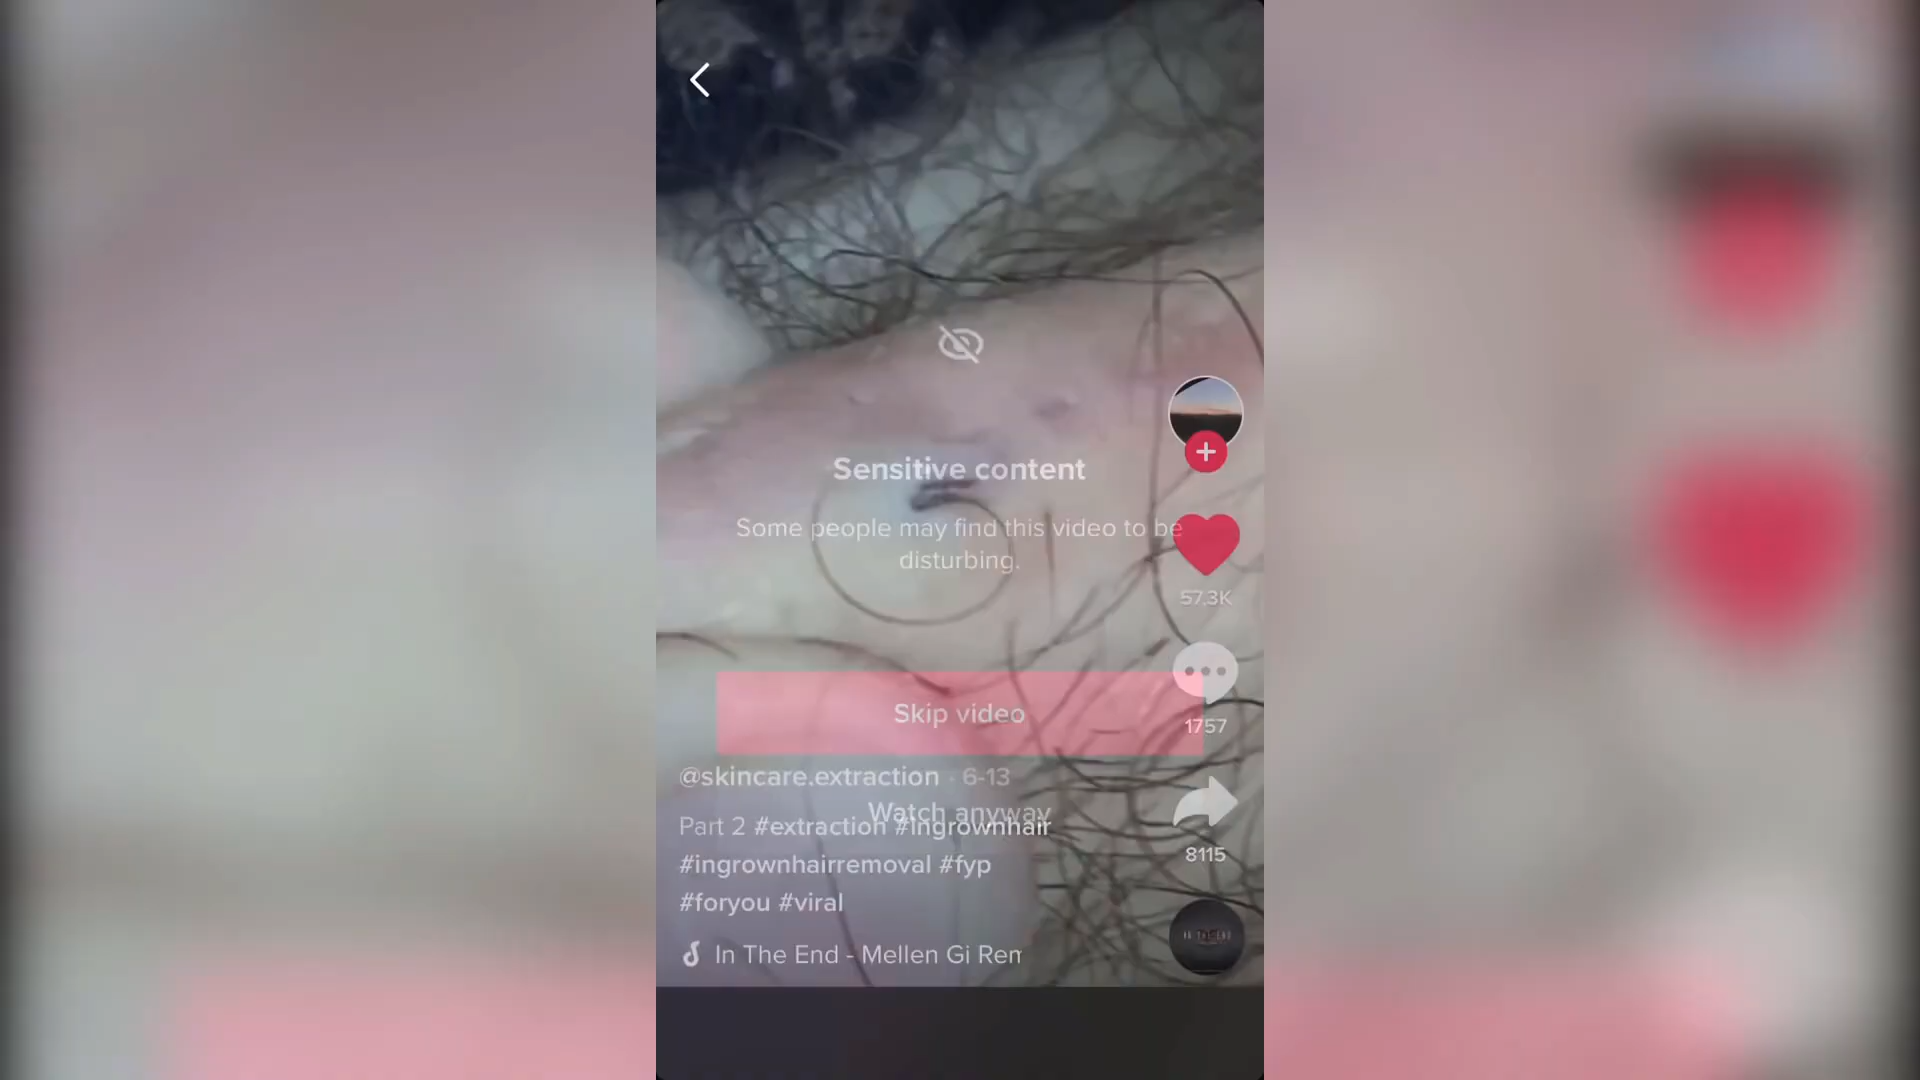 Sensitive content
Some people may find this video to be
disturbing.
57.3K
Skip video
1757
@skincare.extraction · 6-13
Watch anyway
Part 2 #extraction #ingrownhair
#ingrownhairremoval #fyp
8115
#foryou #viral
In The End - Mellen Gi Rem